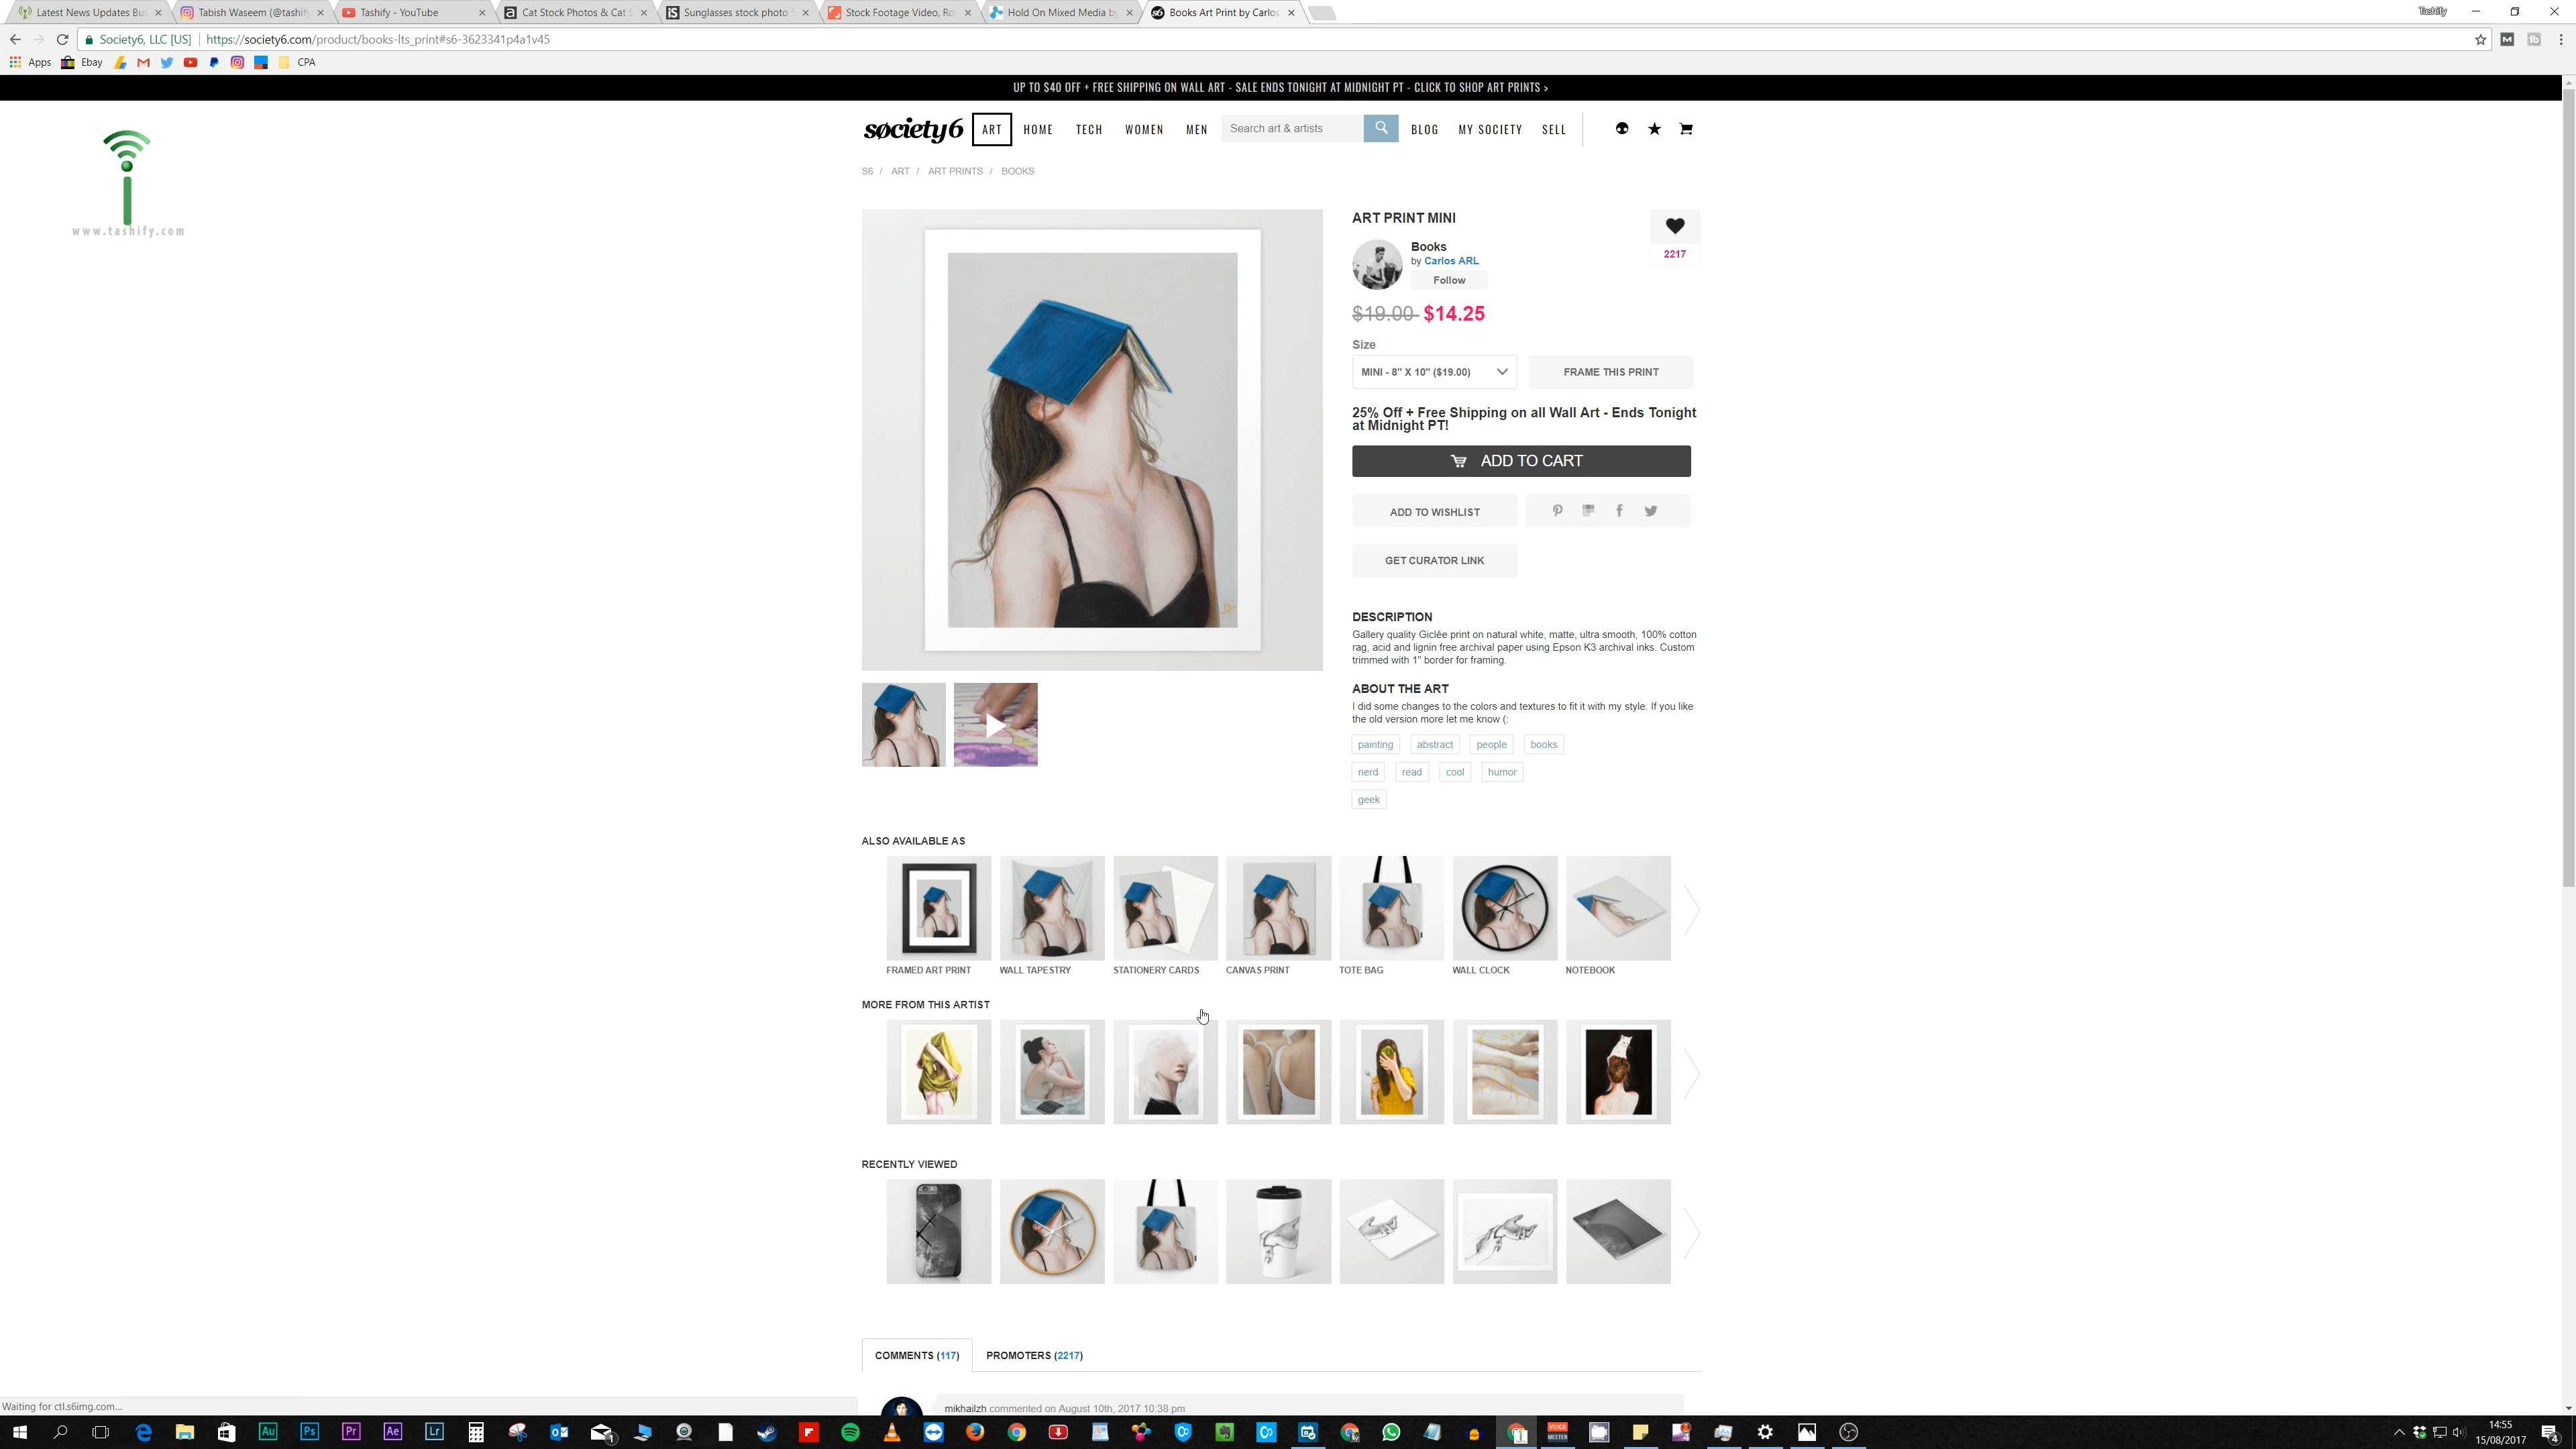 Latest News Updates Bu
Tabish Waseem (@tashif
Tashify - YouTube
Cat Stock Photos & Cat S
Sunglasses stock photo
Stock Footage Video, Ro
Hold On Mixed Media by
Books Art Print by Carlos
Tashify
Society6, LLC [US]
https://society6.com/product/books-lts_print#s6-3623341p4a1v45
Apps
Ebay
CPA
UP TO $40 OFF + FREE SHIPPING ON WALL ART - SALE ENDS TONIGHT AT MIDNIGHT PT - CLICK TO SHOP ART PRINTS >
www.tashify.com
søciety6
ART
HOME
TECH
WOMEN
MEN
Search art & artists
BLOG
MY SOCIETY
SELL
S6 / ART / ART PRINTS / BOOKS
ART PRINT MINI
Books
by Carlos ARL
Follow
2217
$19.00 $14.25
Size
MINI - 8" X 10" ($19.00)
FRAME THIS PRINT
25% Off + Free Shipping on all Wall Art - Ends Tonight
at Midnight PT!
ADD TO CART
ADD TO WISHLIST
GET CURATOR LINK
DESCRIPTION
Gallery quality Giclée print on natural white, matte, ultra smooth, 100% cotton
rag, acid and lignin free archival paper using Epson K3 archival inks. Custom
trimmed with 1" border for framing.
ABOUT THE ART
I did some changes to the colors and textures to fit it with my style. If you like
the old version more let me know (:
painting abstract people books
nerd read cool humor
geek
ALSO AVAILABLE AS
FRAMED ART PRINT
WALL TAPESTRY
STATIONERY CARDS
CANVAS PRINT
TOTE BAG
WALL CLOCK
NOTEBOOK
MORE FROM THIS ARTIST
RECENTLY VIEWED
COMMENTS (117)
PROMOTERS (2217)
mikhailzh commented on August 10th, 2017 10:38 pm
Waiting for ctl.s6img.com...
Au
Ps
Pr
Ae
Lr
14:55
15/08/2017